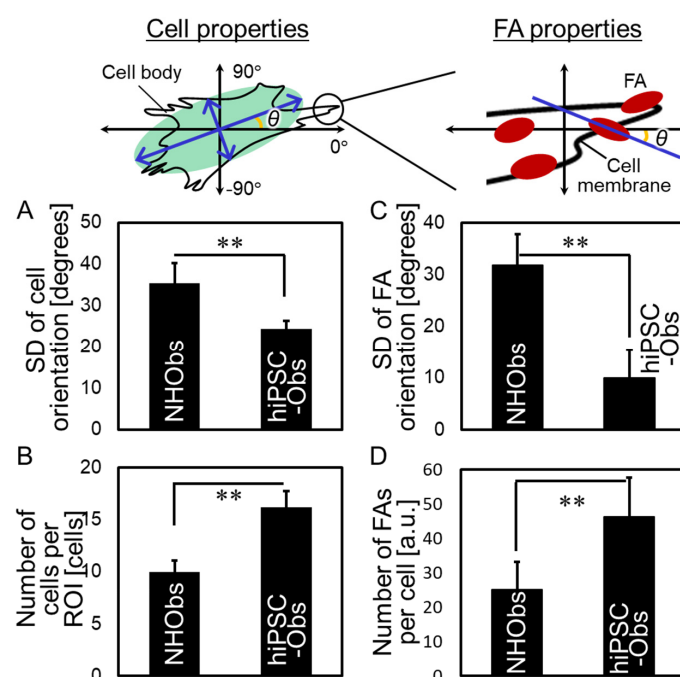 Cell properties
FA properties
Cell body
90°
θ
0°
-90°
FA
θ
Cell
membrane
A
SD of cell
orientation [degrees]
50
40
30
20
10
0
**
NHObs
hiPSC
-Obs
C
SD of FA
orientation [degrees]
40
30
20
10
0
**
NHObs
hiPSC
-Obs
B
Number of
cells per
ROI [cells]
20
15
10
5
0
**
NHObs
hiPSC
-Obs
D
Number of FAs
per cell [a.u.]
60
50
40
30
20
10
0
**
NHObs
hiPSC
-Obs